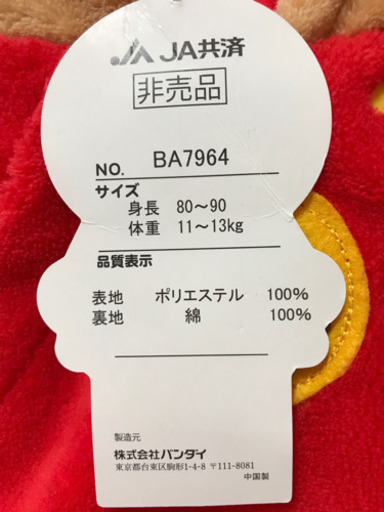 JA共済
非売品
NO. BA7964
サイズ
身長 80～90
体重 11～13kg
品質表示
表地 ポリエステル 100%
裏地 綿 100%
製造元
株式会社バンダイ
東京都台東区駒形1-4-8 〒111-8081
中国製